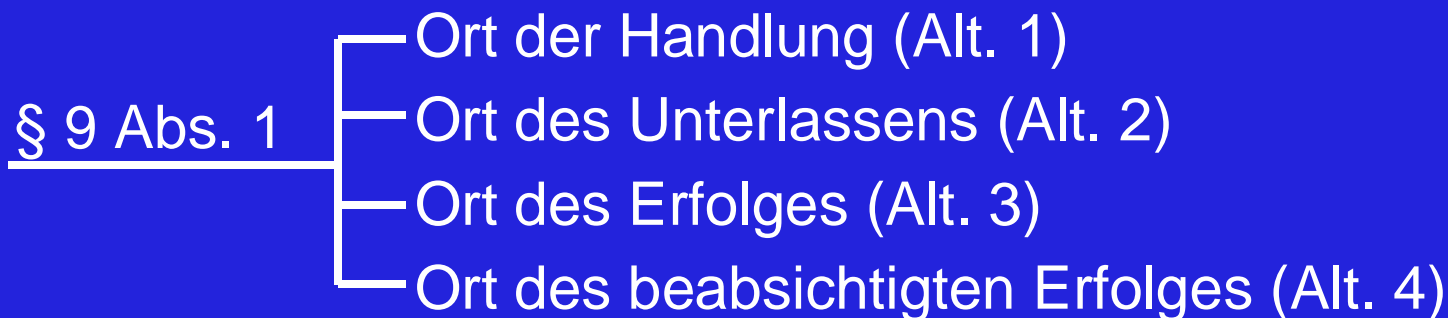 Ort der Handlung (Alt. 1)
§ 9 Abs. 1
Ort des Unterlassens (Alt. 2)
Ort des Erfolges (Alt. 3)
Ort des beabsichtigten Erfolges (Alt. 4)